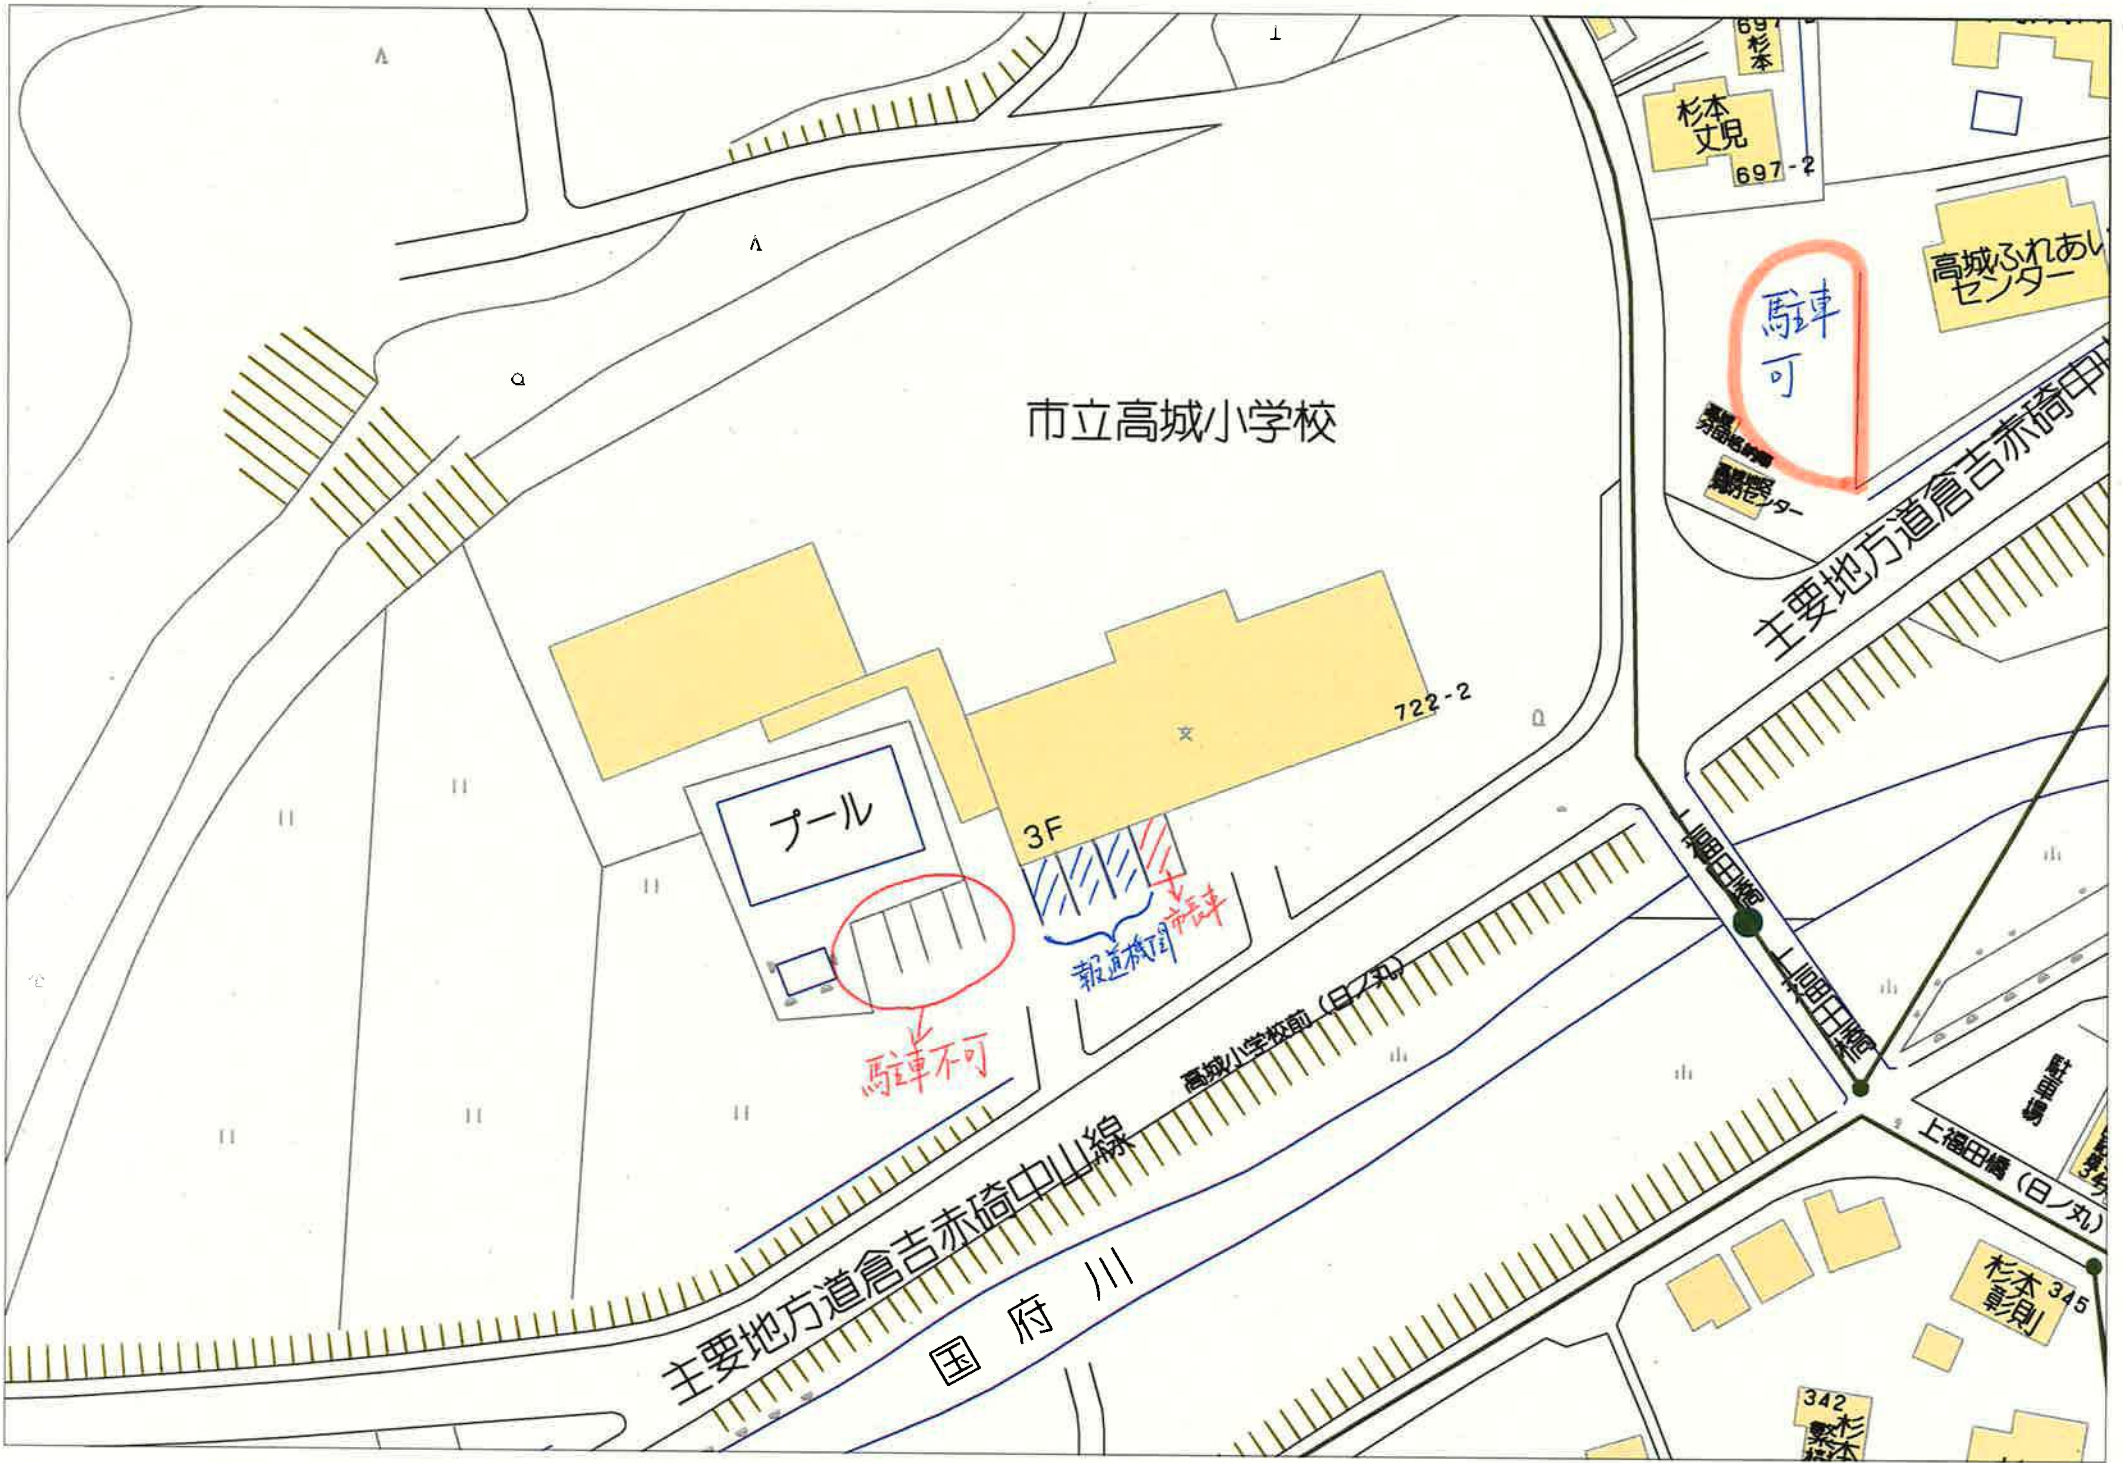 697
杉本
杉本
丈児
697-2
高城ふれあい
センター
駐車
可
市立高城小学校
主要地方道倉吉赤碕中山
722-2
プール
3F
市長車
報道機関
駐車不可
高城小学校前（日ノ丸）
上福田橋
上福田橋
駐車場
上福田橋（日ノ丸）
主要地方道倉吉赤碕中山線
国府川
杉本
彰則
345
342